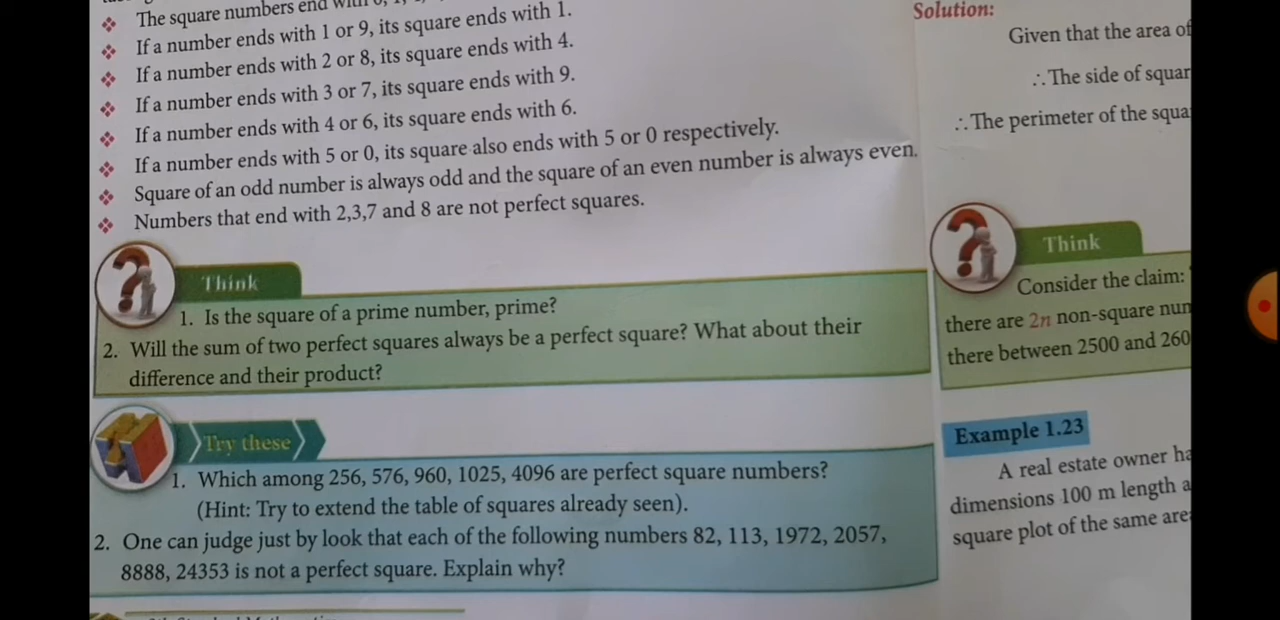 The square numbers end
If a number ends with 1 or 9, its square ends with 1.
If a number ends with 2 or 8, its square ends with 4.
If a number ends with 3 or 7, its square ends with 9.
If a number ends with 4 or 6, its square ends with 6.
If a number ends with 5 or 0, its square also ends with 5 or 0 respectively.
Square of an odd number is always odd and the square of an even number is always even.
Numbers that end with 2,3,7 and 8 are not perfect squares.
Think
1. Is the square of a prime number, prime?
2. Will the sum of two perfect squares always be a perfect square? What about their
difference and their product?
Try these
1. Which among 256, 576, 960, 1025, 4096 are perfect square numbers?
(Hint: Try to extend the table of squares already seen).
2. One can judge just by look that each of the following numbers 82, 113, 1972, 2057,
8888, 24353 is not a perfect square. Explain why?
Solution:
Given that the area of
∴ The side of squar
∴ The perimeter of the squa
Think
Consider the claim:
there are 2n non-square num
there between 2500 and 260
Example 1.23
A real estate owner ha
dimensions 100 m length a
square plot of the same are